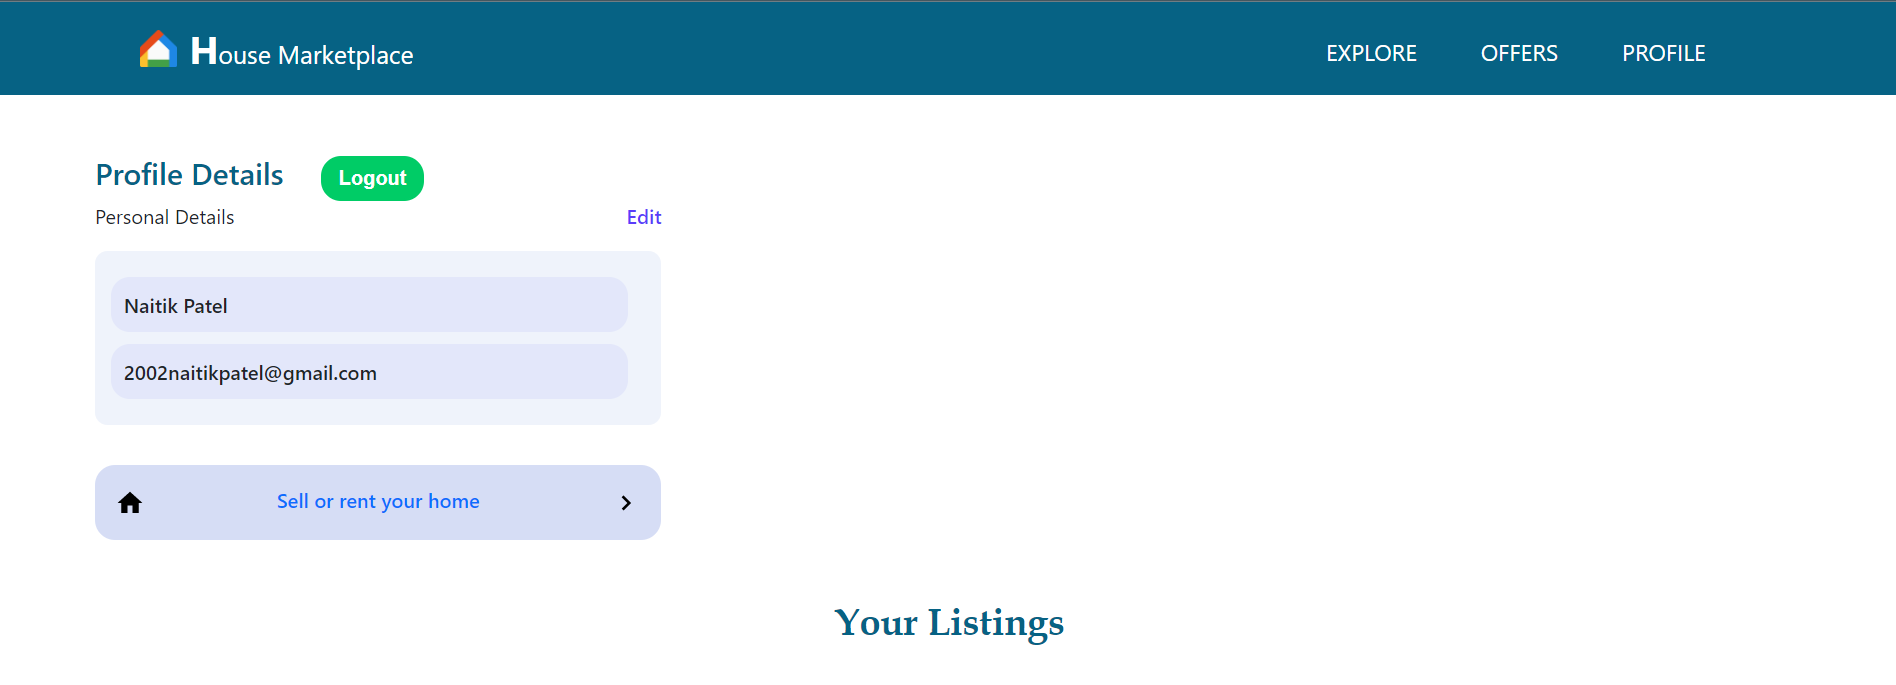 House Marketplace
EXPLORE OFFERS PROFILE
Profile Details Logout
Personal Details Edit
Naitik Patel
2002naitikpatel@gmail.com
Sell or rent your home
Your Listings